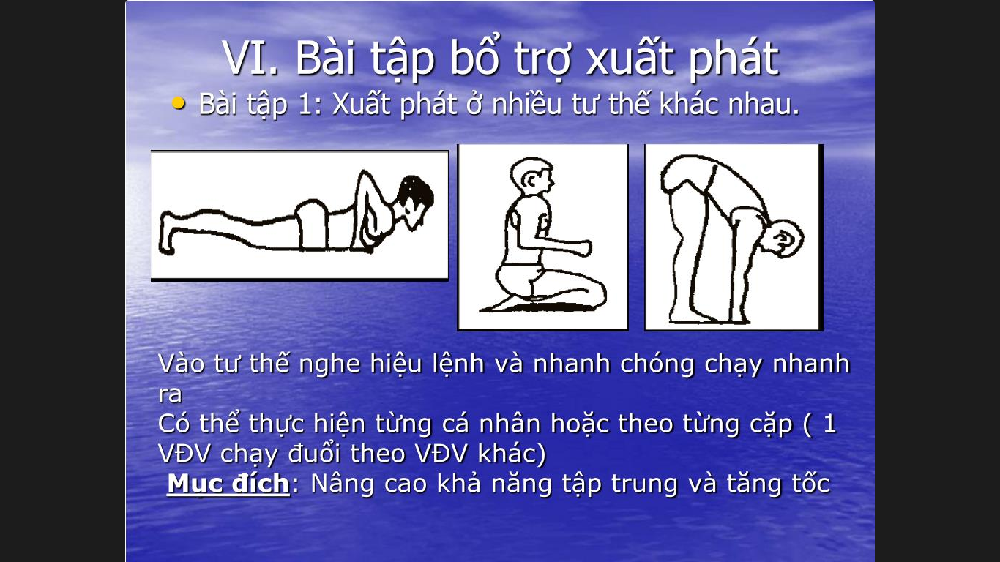 VI. Bài tập bổ trợ xuất phát
Bài tập 1: Xuất phát ở nhiều tư thế khác nhau.
Vào tư thế nghe hiệu lệnh và nhanh chóng chạy nhanh
ra
Có thể thực hiện từng cá nhân hoặc theo từng cặp ( 1
VĐV chạy đuổi theo VĐV khác)
Mục đích: Nâng cao khả năng tập trung và tăng tốc